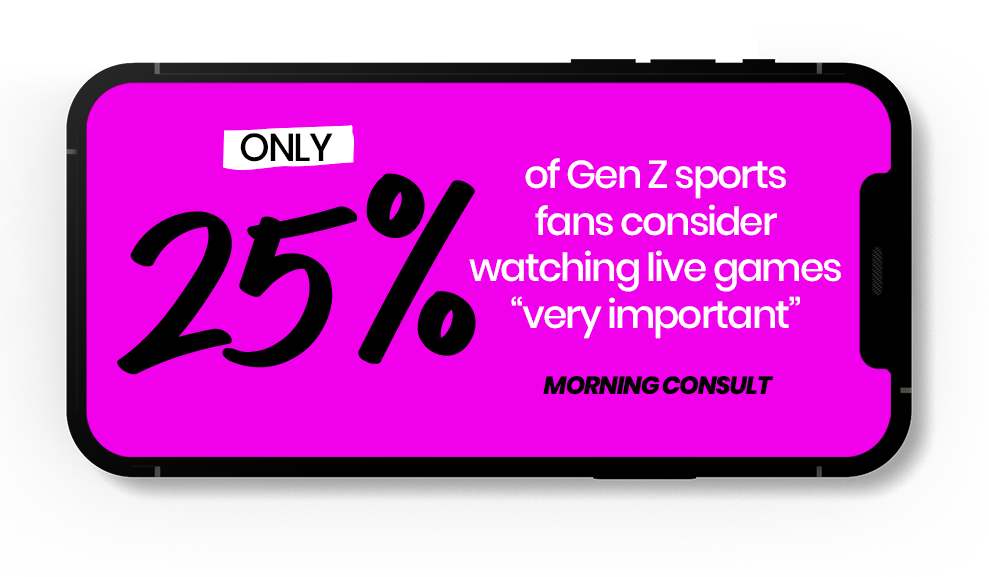 ONLY
25%
of Gen Z sports
fans consider
watching live games
“very important”
MORNING CONSULT